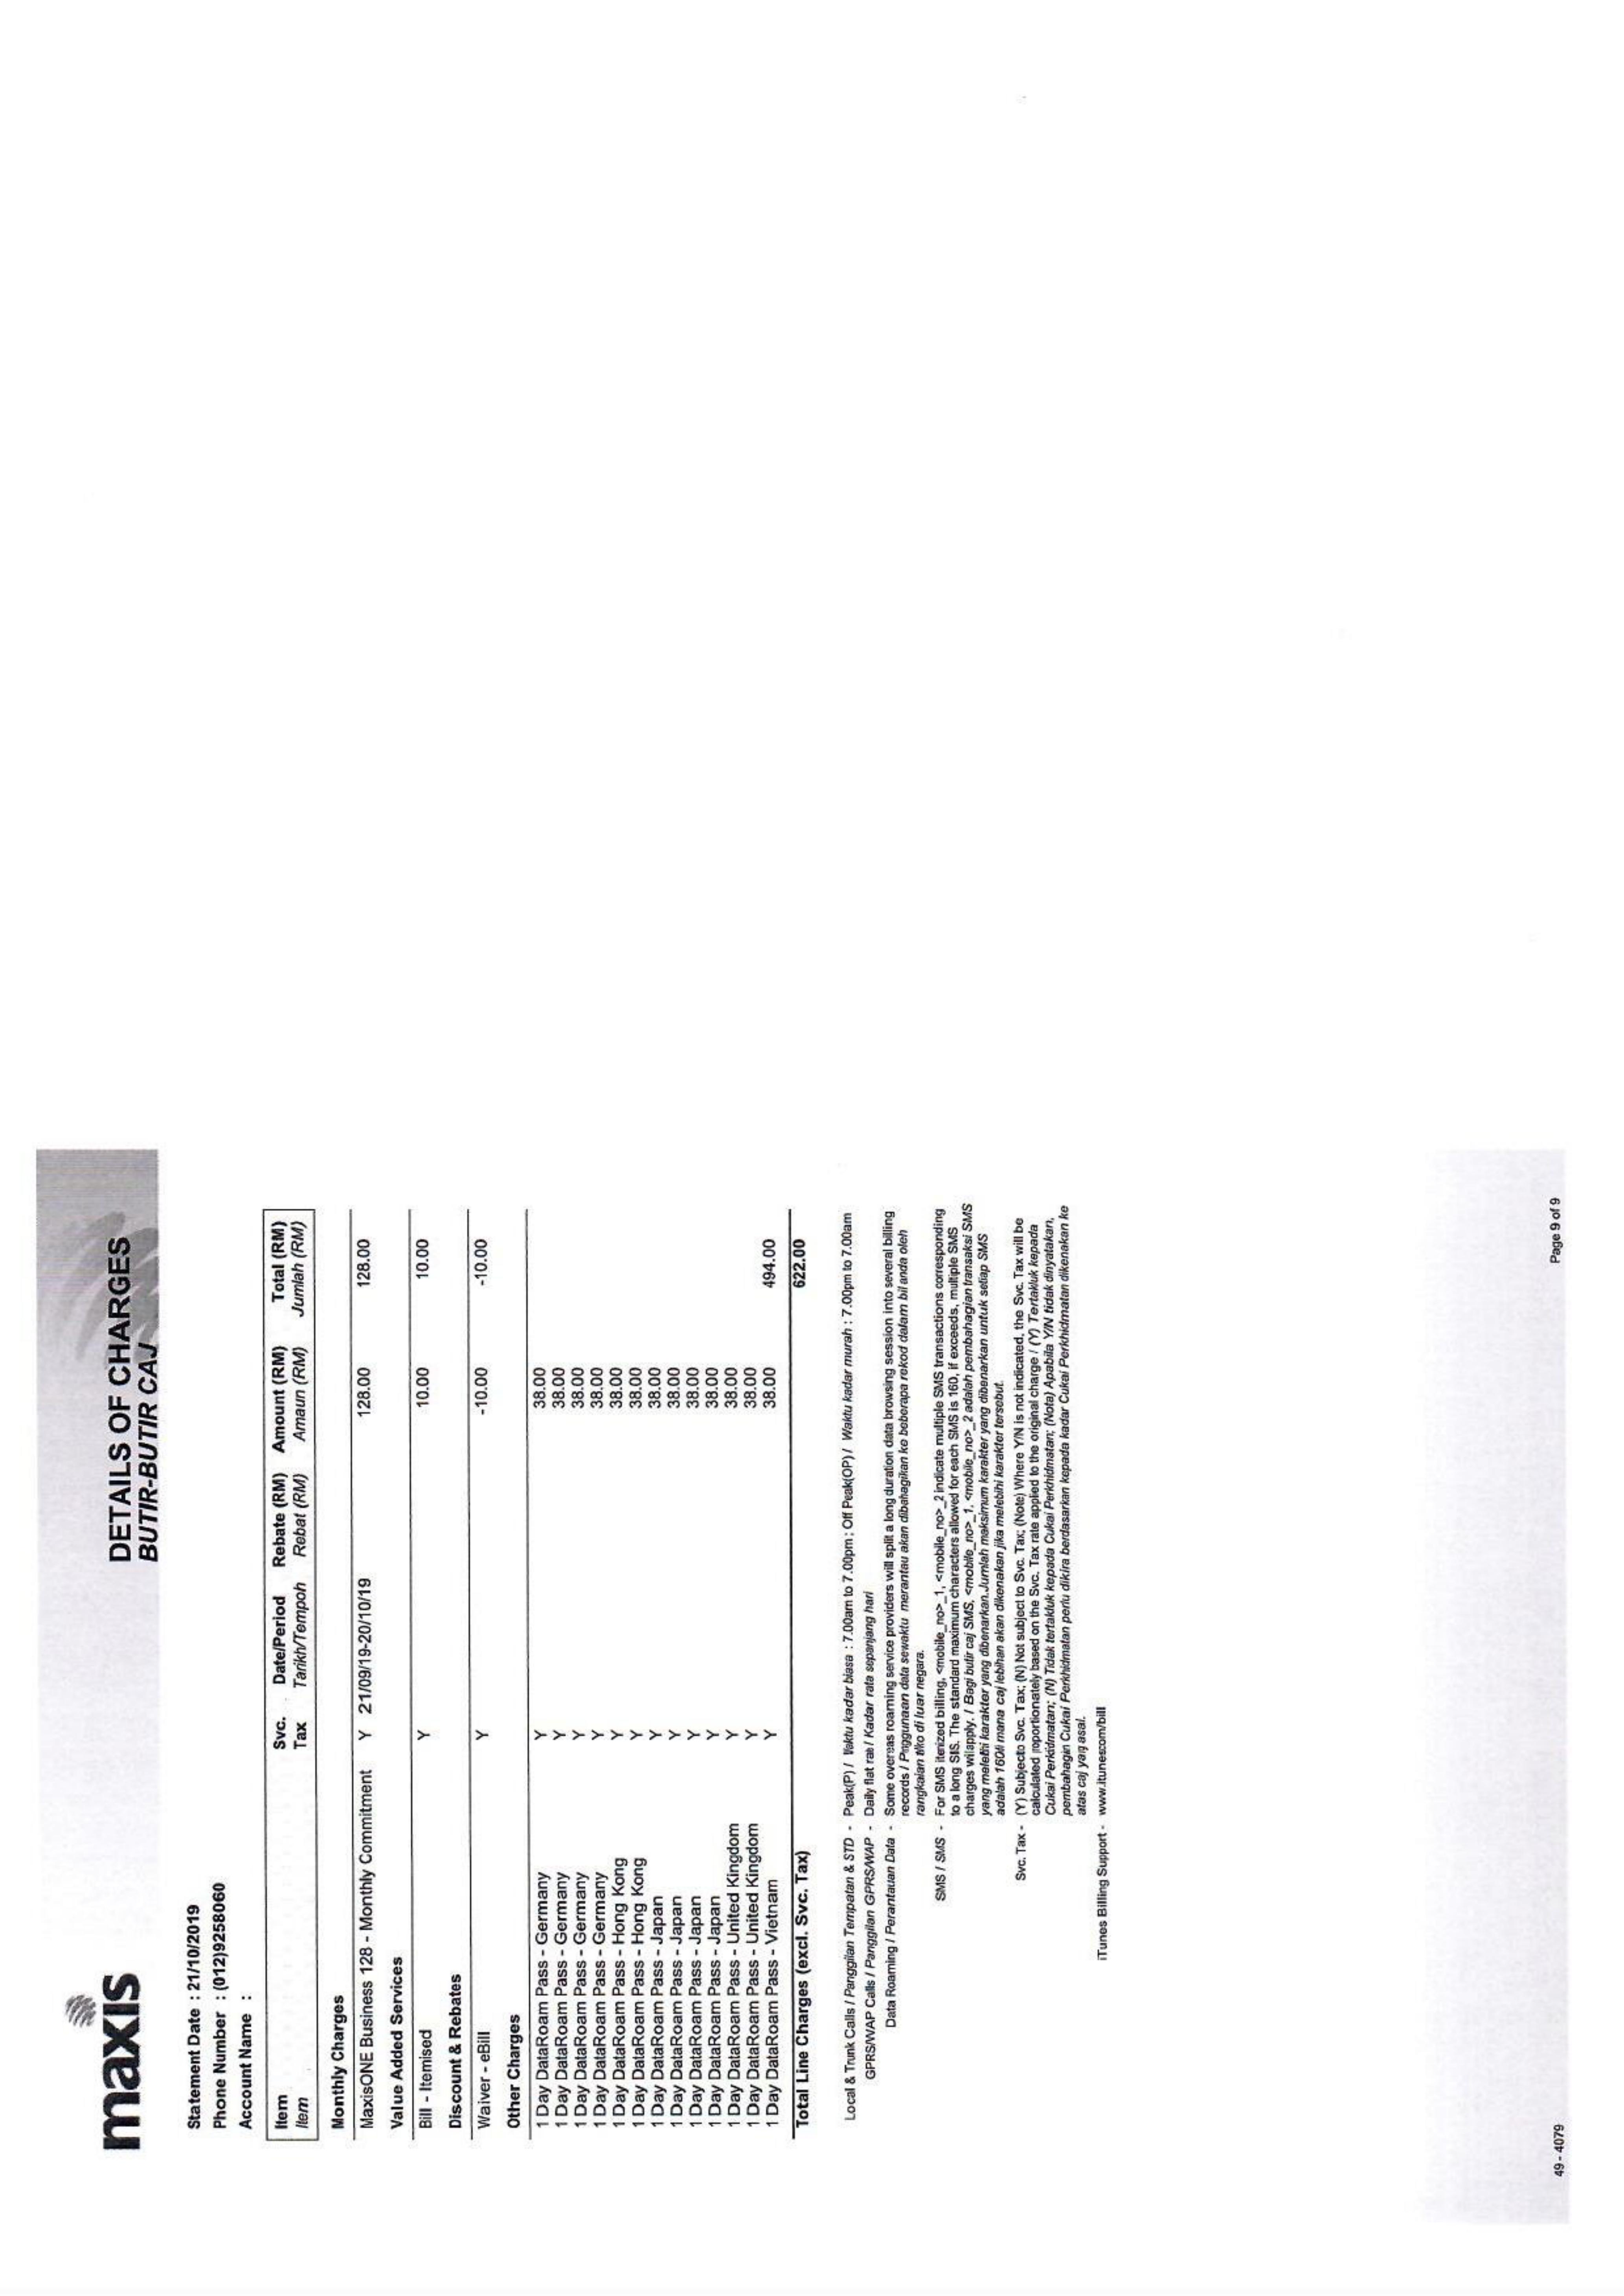 maxis
DETAILS OF CHARGES
BUTIR-BUTIR CAJ
Statement Date : 21/10/2019
Phone Number : (012)9258060
Account Name :
Item Svc. Date/Period Rebate (RM) Amount (RM) Total (RM)
Item Tax Tarikh/Tempoh Rebat (RM) Amaun (RM) Jumlah (RM)
Monthly Charges
MaxisONE Business 128 - Monthly Commitment Y 21/09/19-20/10/19 128.00 128.00
Value Added Services
Bill - Itemised Y 10.00 10.00
Discount & Rebates
Waiver - eBill Y -10.00 -10.00
Other Charges
1 Day DataRoam Pass - Germany Y 38.00
1 Day DataRoam Pass - Germany Y 38.00
1 Day DataRoam Pass - Germany Y 38.00
1 Day DataRoam Pass - Germany Y 38.00
1 Day DataRoam Pass - Hong Kong Y 38.00
1 Day DataRoam Pass - Hong Kong Y 38.00
1 Day DataRoam Pass - Japan Y 38.00
1 Day DataRoam Pass - Japan Y 38.00
1 Day DataRoam Pass - Japan Y 38.00
1 Day DataRoam Pass - Japan Y 38.00
1 Day DataRoam Pass - United Kingdom Y 38.00
1 Day DataRoam Pass - United Kingdom Y 38.00
1 Day DataRoam Pass - Vietnam Y 38.00 494.00
Total Line Charges (excl. Svc. Tax) 622.00
Local & Trunk Calls / Panggilan Tempatan & STD - Peak(P) / Waktu kadar biasa : 7.00am to 7.00pm; Off Peak(OP) / Waktu kadar murah : 7.00pm to 7.00am
GPRS/WAP Calls / Panggilan GPRS/WAP - Daily flat rate / Kadar rata sepanjang hari
Data Roaming / Perantauan Data - Some overseas roaming service providers will split a long duration data browsing session into several billing
records / Penggunaan data sewaktu merantau akan dibahagikan ke beberapa rekod dalam bil anda oleh
rangkaian telko di luar negara.
SMS / SMS - For SMS itemized billing, <mobile_no>_1, <mobile_no>_2 indicate multiple SMS transactions corresponding
to a long SMS. The standard maximum characters allowed for each SMS is 160, if exceeds, multiple SMS
charges will apply. / Bagi butir caj SMS, <mobile_no>_1, <mobile_no>_2 adalah pembahagian transaksi SMS
yang melebihi karakter yang dibenarkan. Jumlah maksimum karakter yang dibenarkan untuk setiap SMS
adalah 160 di mana caj lebihan akan dikenakan jika melebihi karakter tersebut.
Svc. Tax - (Y) Subject to Svc. Tax; (N) Not subject to Svc. Tax; (Note) Where Y/N is not indicated, the Svc. Tax will be
calculated proportionately based on the Svc. Tax rate applied to the original charge / (Y) Tertakluk kepada
Cukai Perkhidmatan; (N) Tidak tertakluk kepada Cukai Perkhidmatan; (Nota) Apabila Y/N tidak dinyatakan,
pembahagian Cukai Perkhidmatan perlu dikira berdasarkan kepada kadar Cukai Perkhidmatan dikenakan ke
atas caj yang asal.
iTunes Billing Support - www.itunes.com/bill
49 - 4079 Page 9 of 9